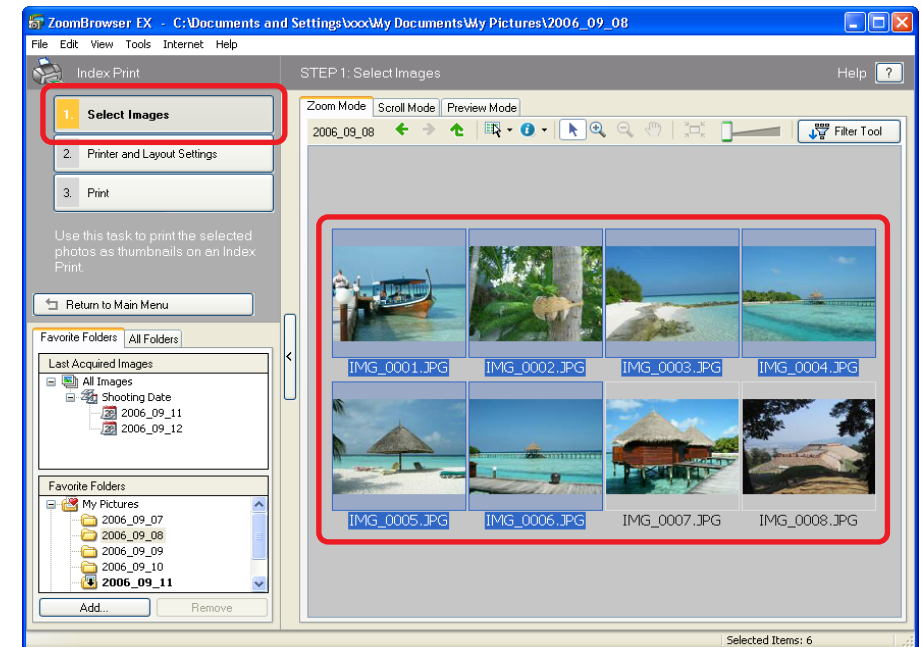 ZoomBrowser EX - C:\Documents and Settings\xxx\My Documents\My Pictures\2006_09_08
File Edit View Tools Internet Help
Index Print
STEP 1: Select Images
Help ?
1. Select Images
2. Printer and Layout Settings
3. Print
Use this task to print the selected
photos as thumbnails on an Index
Print.
Return to Main Menu
Zoom Mode Scroll Mode Preview Mode
2006_09_08
Filter Tool
IMG_0001.JPG IMG_0002.JPG IMG_0003.JPG IMG_0004.JPG
IMG_0005.JPG IMG_0006.JPG IMG_0007.JPG IMG_0008.JPG
Favorite Folders All Folders
Last Acquired Images
All Images
Shooting Date
2006_09_11
2006_09_12
Favorite Folders
My Pictures
2006_09_07
2006_09_08
2006_09_09
2006_09_10
2006_09_11
Add... Remove
Selected Items: 6